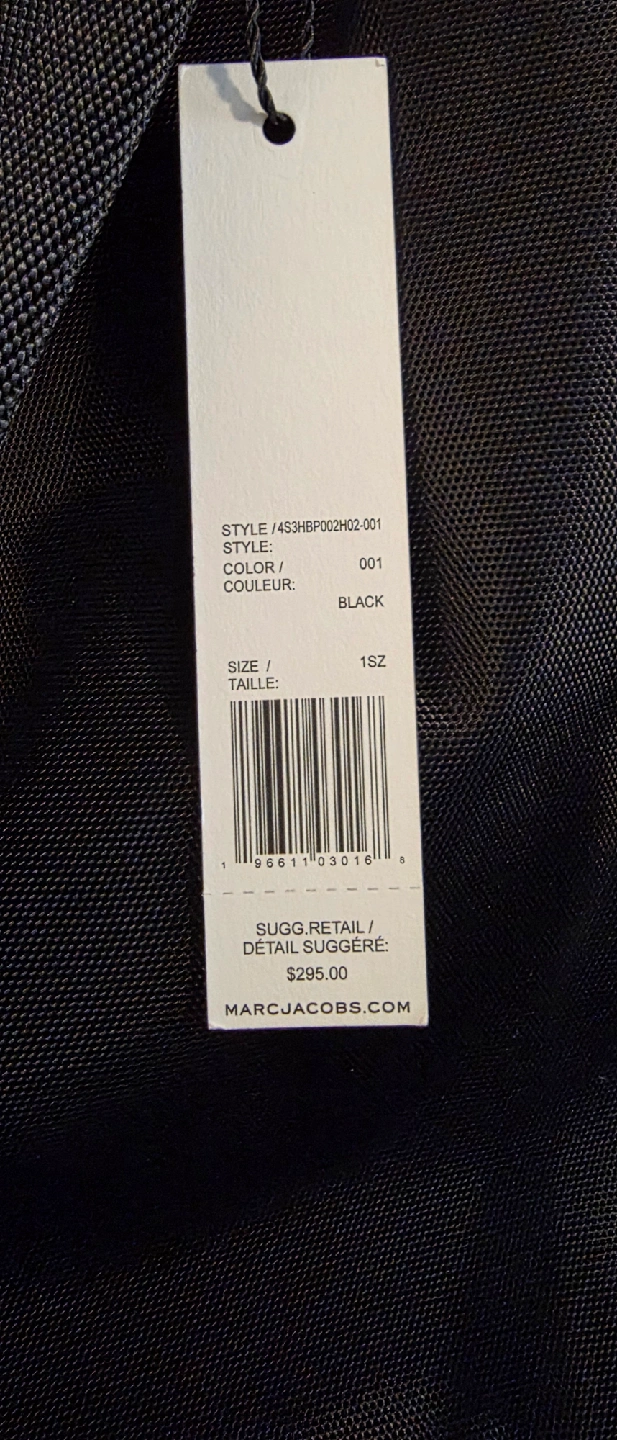 STYLE / 4S3HBP002H02-001
STYLE:
COLOR / 001
COULEUR:
BLACK
SIZE / 1SZ
TAILLE:
1 96611 03016 8
SUGG.RETAIL /
DÉTAIL SUGGÉRÉ:
$295.00
MARCJACOBS.COM